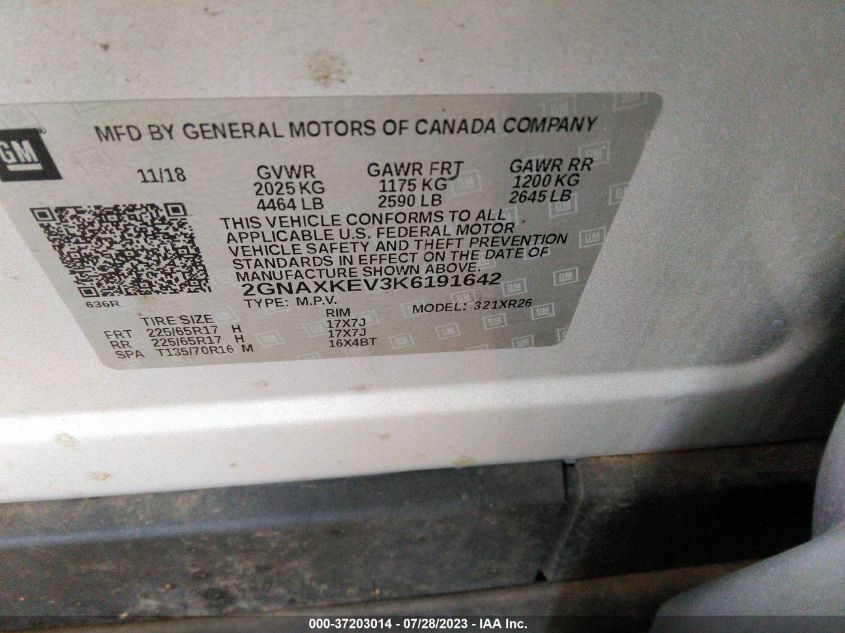 GM
MFD BY GENERAL MOTORS OF CANADA COMPANY
11/18 GVWR GAWR FRT GAWR RR
2025 KG 1175 KG 1200 KG
4464 LB 2590 LB 2645 LB
THIS VEHICLE CONFORMS TO ALL
APPLICABLE U.S. FEDERAL MOTOR
VEHICLE SAFETY AND THEFT PREVENTION
STANDARDS IN EFFECT ON THE DATE OF
MANUFACTURE SHOWN ABOVE.
636R 2GNAXKEV3K6191642
TYPE: M.P.V. MODEL: 321XR26
TIRE SIZE RIM
FRT 225/65R17 H 17X7J
RR 225/65R17 H 17X7J
SPA T135/70R16 M 16X4BT
000-37203014 - 07/28/2023 - IAA Inc.